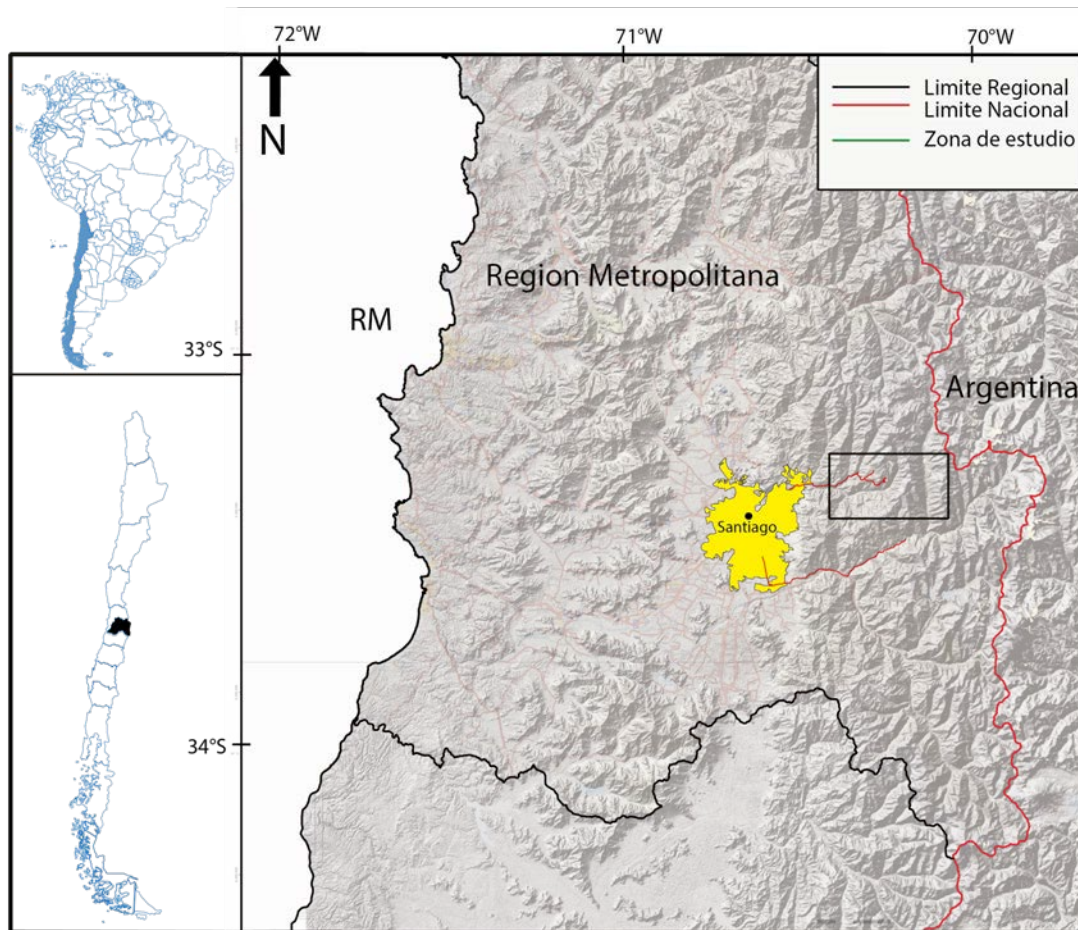 72°W
71°W
70°W
N
Limite Regional
Limite Nacional
Zona de estudio
Region Metropolitana
RM
33°S
Argentina
Santiago
34°S